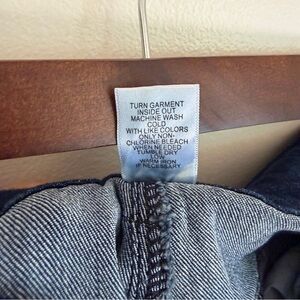 TURN GARMENT
INSIDE OUT
MACHINE WASH
COLD
WITH LIKE COLORS
ONLY NON-
CHLORINE BLEACH
WHEN NEEDED
TUMBLE DRY
LOW
WARM IRON
IF NECESSARY